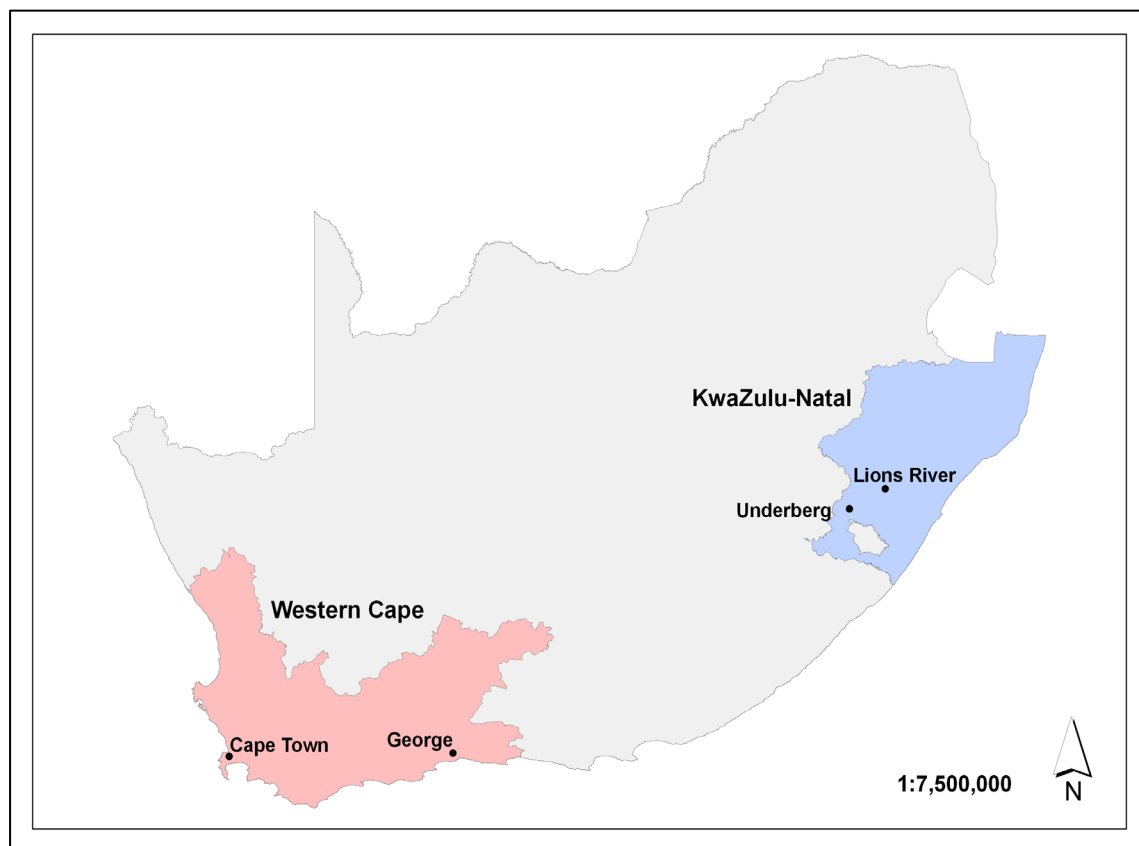 KwaZulu-Natal
Lions River
Underberg
Western Cape
Cape Town
George
1:7,500,000
N